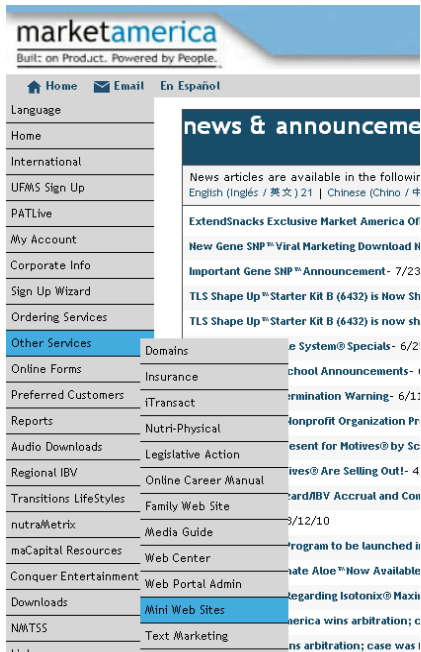 marketamerica
Built on Product. Powered by People.
Home Email En Español
Language
Home
International
UFMS Sign Up
PATLive
My Account
Corporate Info
Sign Up Wizard
Ordering Services
Other Services
Online Forms
Preferred Customers
Reports
Audio Downloads
Regional IBV
Transitions LifeStyles
nutraMetrix
maCapital Resources
Conquer Entertainment
Downloads
NMTSS
Domains
Insurance
iTransact
Nutri-Physical
Legislative Action
Online Career Manual
Family Web Site
Media Guide
Web Center
Web Portal Admin
Mini Web Sites
Text Marketing
news & announceme
News articles are available in the followin
English (Inglés / 英文) 21 | Chinese (Chino / 中
ExtendSnacks Exclusive Market America Of
New Gene SNP™ Viral Marketing Download N
Important Gene SNP™ Announcement- 7/23
TLS Shape Up™ Starter Kit B (6432) is Now Sh
TLS Shape Up™ Starter Kit B (6432) is now sh
e System® Specials- 6/2
chool Announcements-
ermination Warning- 6/1
Nonprofit Organization Pr
esent for Motives® by Sc
ives® Are Selling Out!- 4
zard/IBV Accrual and Com
3/12/10
Program to be launched i
nate Aloe™ Now Available
Regarding Isotonix® Maxi
merica wins arbitration; c
ns arbitration; case was